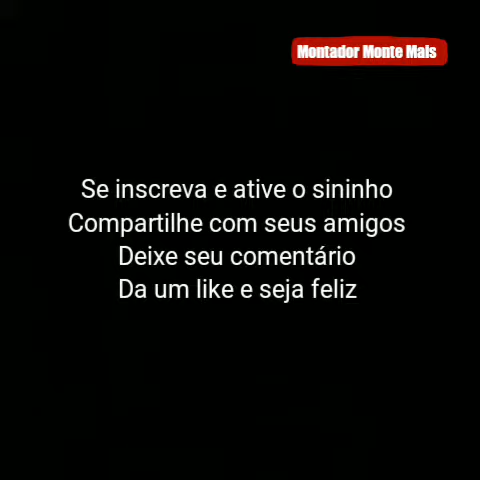 Montador Monte Mais
Se inscreva e ative o sininho
Compartilhe com seus amigos
Deixe seu comentário
Da um like e seja feliz